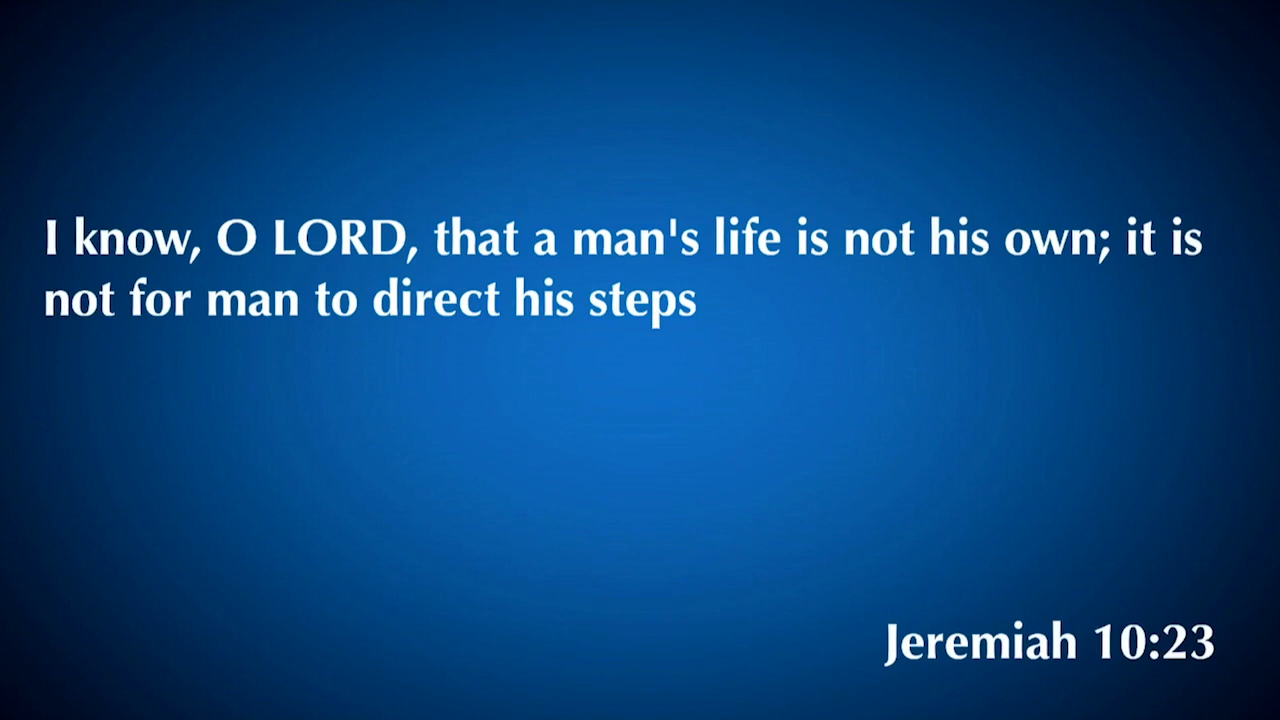 I know, O LORD, that a man's life is not his own; it is
not for man to direct his steps
Jeremiah 10:23